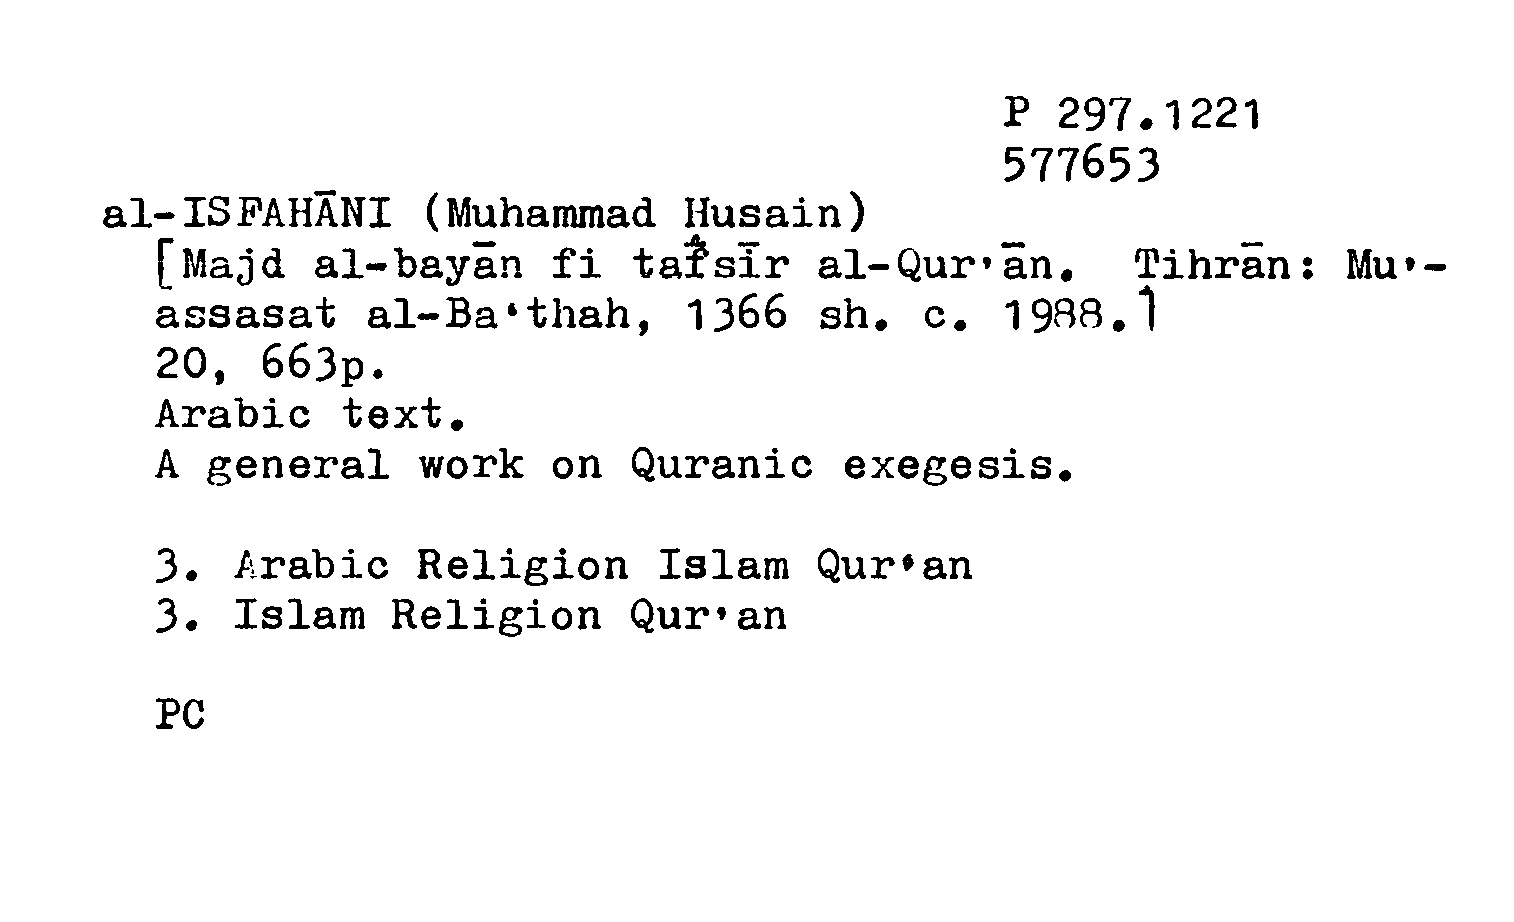 P 297.1221
577653
al-ISFAHĀNI (Muhammad Husain)
[Majd al-bayān fi tafsīr al-Qur'ān. Tihrān: Mu'-
assasat al-Ba‘thah, 1366 sh. c. 1988.]
20, 663p.
Arabic text.
A general work on Quranic exegesis.
3. Arabic Religion Islam Qur'an
3. Islam Religion Qur'an
PC